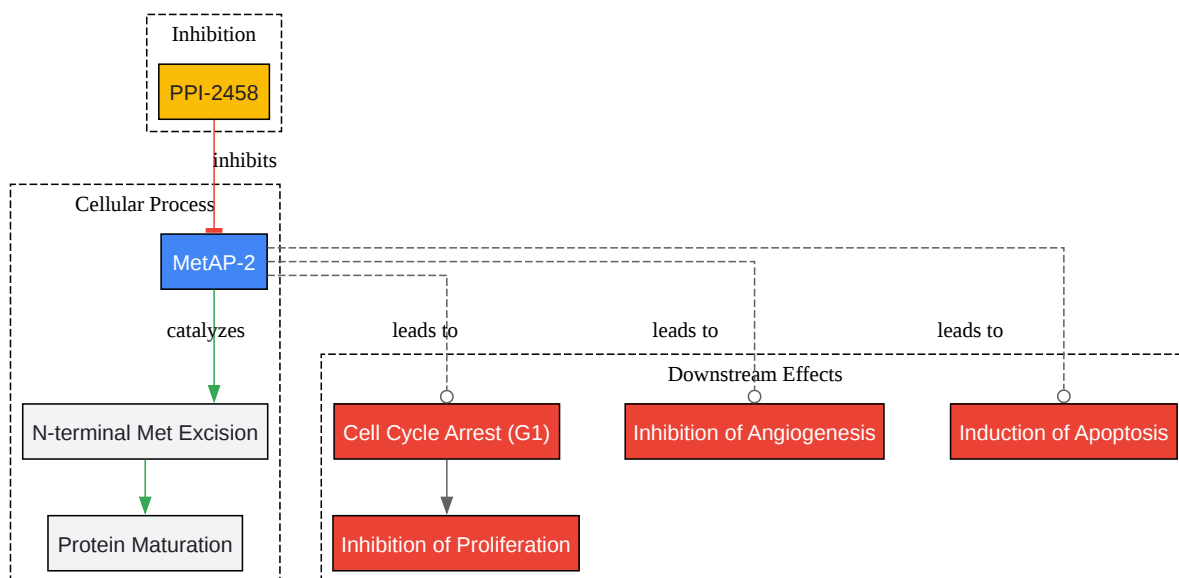 Inhibition
PPI-2458
inhibits
Cellular Process
MetAP-2
catalyzes
leads to
leads to
leads to
Downstream Effects
N-terminal Met Excision
Cell Cycle Arrest (G1)
Inhibition of Angiogenesis
Induction of Apoptosis
Protein Maturation
Inhibition of Proliferation